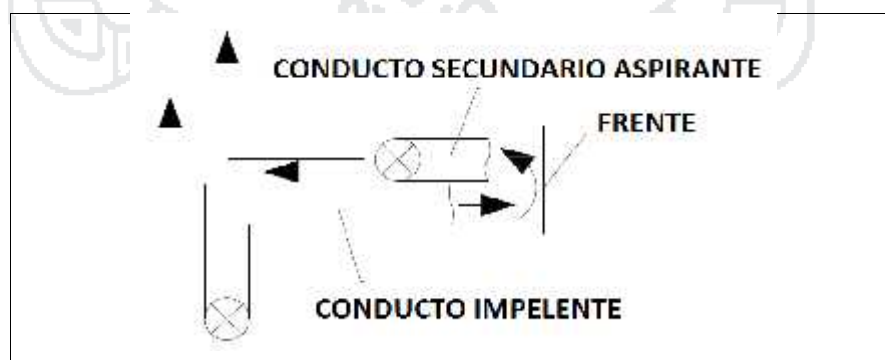 CONDUCTO SECUNDARIO ASPIRANTE
FRENTE
CONDUCTO IMPELENTE